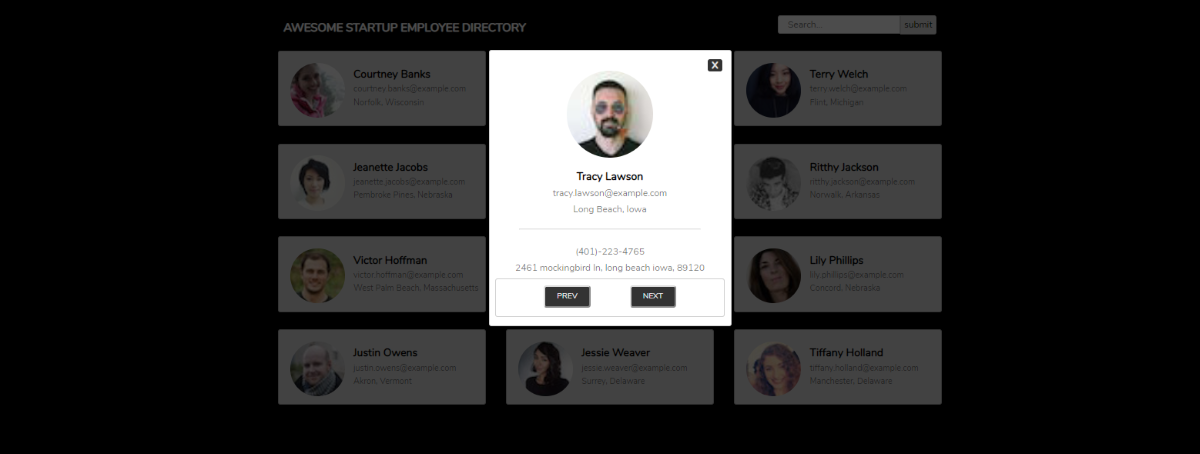 AWESOME STARTUP EMPLOYEE DIRECTORY
Search...
submit
Courtney Banks
courtney.banks@example.com
Norfolk, Wisconsin
X
Tracy Lawson
tracy.lawson@example.com
Long Beach, Iowa
(401)-223-4765
2461 mockingbird ln, long beach iowa, 89120
PREV
NEXT
Terry Welch
terry.welch@example.com
Flint, Michigan
Jeanette Jacobs
jeanette.jacobs@example.com
Pembroke Pines, Nebraska
Ritthy Jackson
ritthy.jackson@example.com
Norwalk, Arkansas
Victor Hoffman
victor.hoffman@example.com
West Palm Beach, Massachusetts
Lily Phillips
lily.phillips@example.com
Concord, Nebraska
Justin Owens
justin.owens@example.com
Akron, Vermont
Jessie Weaver
jessie.weaver@example.com
Surrey, Delaware
Tiffany Holland
tiffany.holland@example.com
Manchester, Delaware